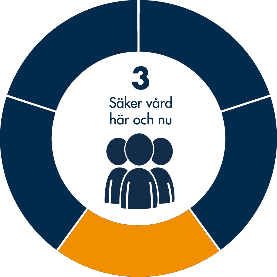 3
Säker vård
här och nu